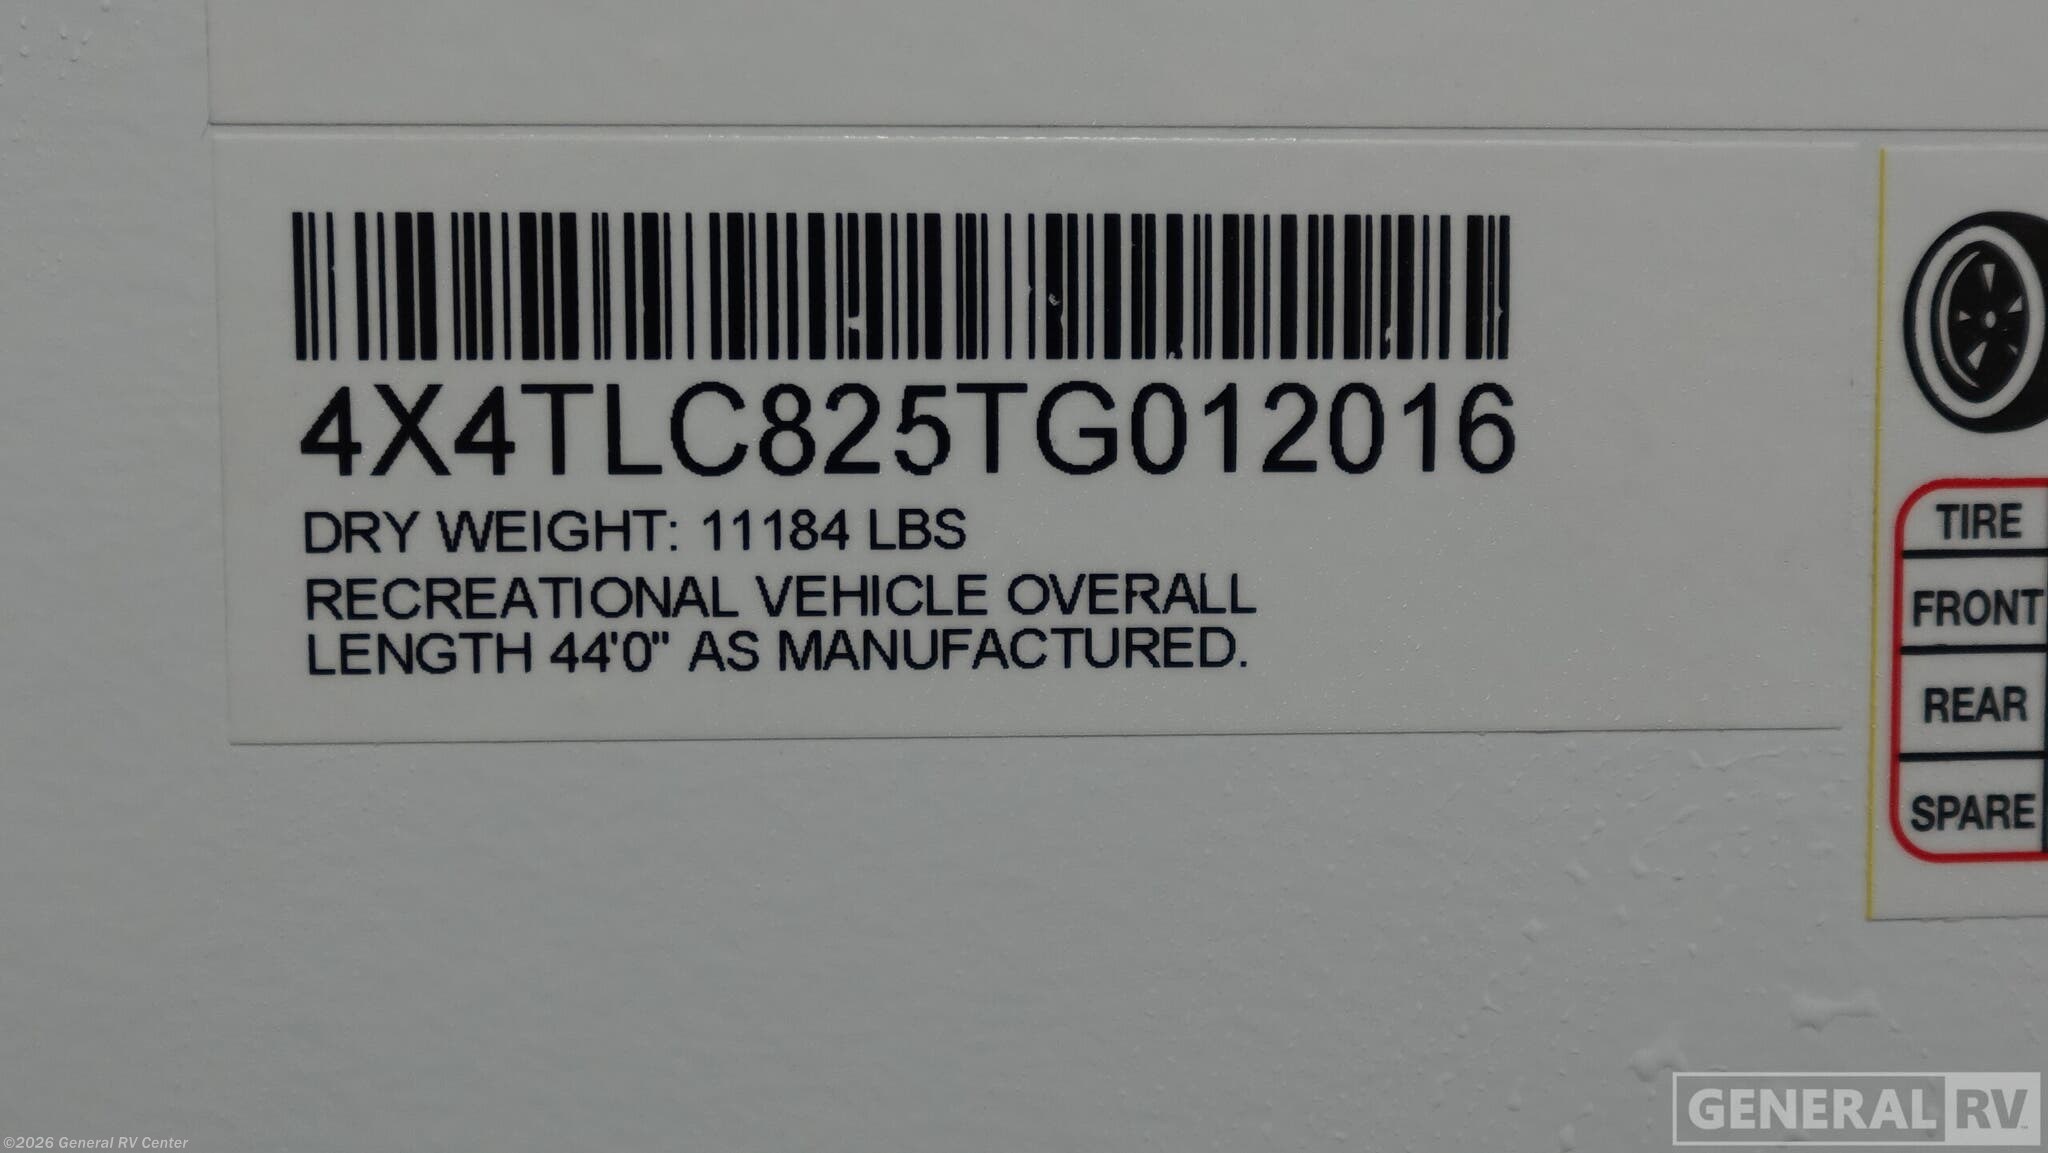 4X4TLC825TG012016
DRY WEIGHT: 11184 LBS
RECREATIONAL VEHICLE OVERALL
LENGTH 44'0" AS MANUFACTURED.
TIRE
FRONT
REAR
SPARE
GENERAL RV
©2026 General RV Center